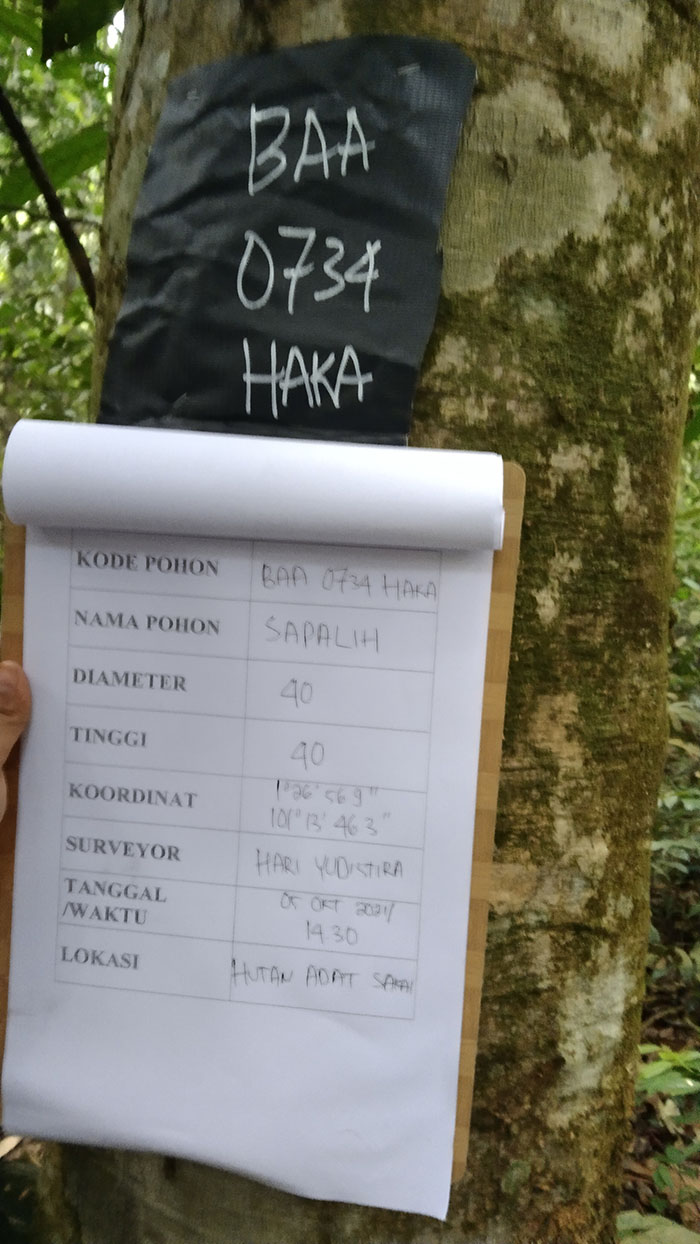 BAA
0734
HAKA
KODE POHON BAA 0734 HAKA
NAMA POHON SAPALIH
DIAMETER 40
TINGGI 40
KOORDINAT 1° 26' 56 9"
101° 13' 46 3"
SURVEYOR HARI YUDISTIRA
TANGGAL 05 OKT 2021/
/WAKTU 14 30
LOKASI HUTAN ADAT SAKAI